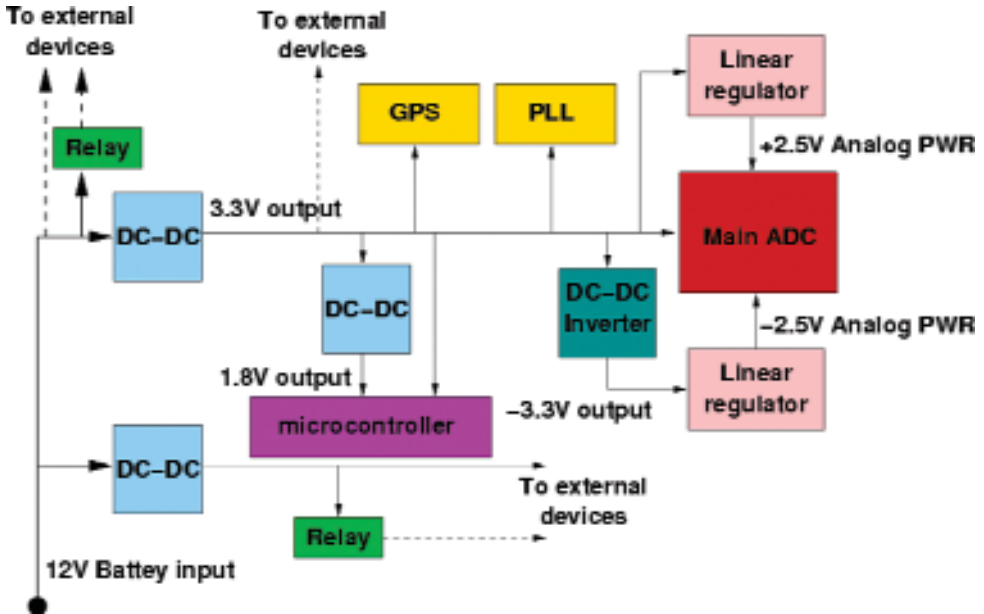 To external
devices
To external
devices
Linear
regulator
GPS
PLL
Relay
+2.5V Analog PWR
3.3V output
DC-DC
Main ADC
DC-DC
DC-DC
Inverter
-2.5V Analog PWR
1.8V output
Linear
regulator
-3.3V output
microcontroller
DC-DC
To external
devices
Relay
12V Battey input